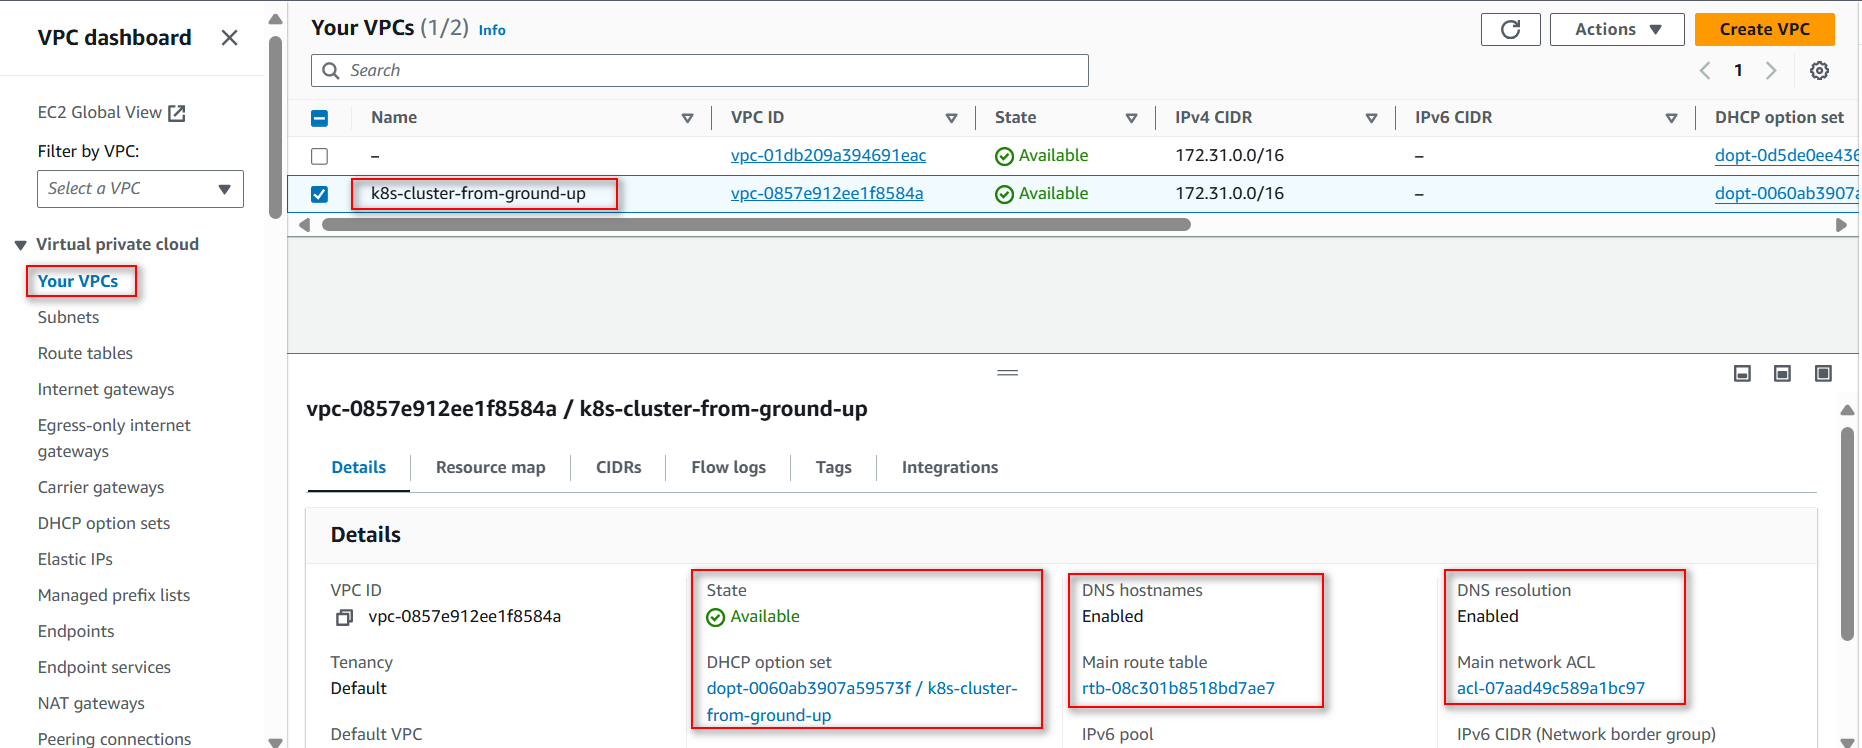 VPC dashboard
EC2 Global View
Filter by VPC:
Select a VPC
Virtual private cloud
Your VPCs
Subnets
Route tables
Internet gateways
Egress-only internet
gateways
Carrier gateways
DHCP option sets
Elastic IPs
Managed prefix lists
Endpoints
Endpoint services
NAT gateways
Peering connections
Your VPCs (1/2) Info
Actions
Create VPC
Search
1
Name VPC ID State IPv4 CIDR IPv6 CIDR DHCP option set
– vpc-01db209a394691eac Available 172.31.0.0/16 – dopt-0d5de0ee436
k8s-cluster-from-ground-up vpc-0857e912ee1f8584a Available 172.31.0.0/16 – dopt-0060ab3907a
vpc-0857e912ee1f8584a / k8s-cluster-from-ground-up
Details Resource map CIDRs Flow logs Tags Integrations
Details
VPC ID
vpc-0857e912ee1f8584a
State
Available
DNS hostnames
Enabled
DNS resolution
Enabled
Tenancy
Default
DHCP option set
dopt-0060ab3907a59573f / k8s-cluster-
from-ground-up
Main route table
rtb-08c301b8518bd7ae7
Main network ACL
acl-07aad49c589a1bc97
Default VPC
IPv6 pool
IPv6 CIDR (Network border group)